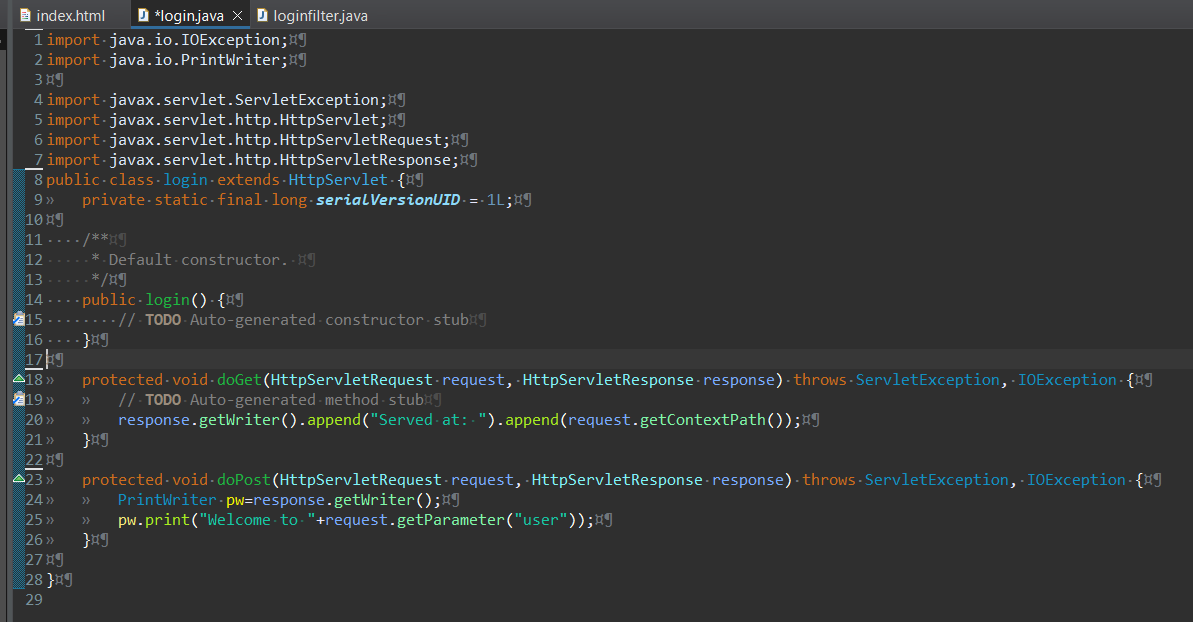 index.html *login.java loginfilter.java
1 import java.io.IOException;¤¶
2 import java.io.PrintWriter;¤¶
3 ¤¶
4 import javax.servlet.ServletException;¤¶
5 import javax.servlet.http.HttpServlet;¤¶
6 import javax.servlet.http.HttpServletRequest;¤¶
7 import javax.servlet.http.HttpServletResponse;¤¶
8 public class login extends HttpServlet {¤¶
9 » private static final long serialVersionUID = 1L;¤¶
10 ¤¶
11 ····/**¤¶
12 ·····* Default constructor. ¤¶
13 ·····*/¤¶
14 ····public login() {¤¶
15 ········// TODO Auto-generated constructor stub¤¶
16 ····}¤¶
17 ¤¶
18 » protected void doGet(HttpServletRequest request, HttpServletResponse response) throws ServletException, IOException {¤¶
19 » » // TODO Auto-generated method stub¤¶
20 » » response.getWriter().append("Served at: ").append(request.getContextPath());¤¶
21 » }¤¶
22 ¤¶
23 » protected void doPost(HttpServletRequest request, HttpServletResponse response) throws ServletException, IOException {¤¶
24 » » PrintWriter pw=response.getWriter();¤¶
25 » » pw.print("Welcome to "+request.getParameter("user"));¤¶
26 » }¤¶
27 ¤¶
28 }¤¶
29